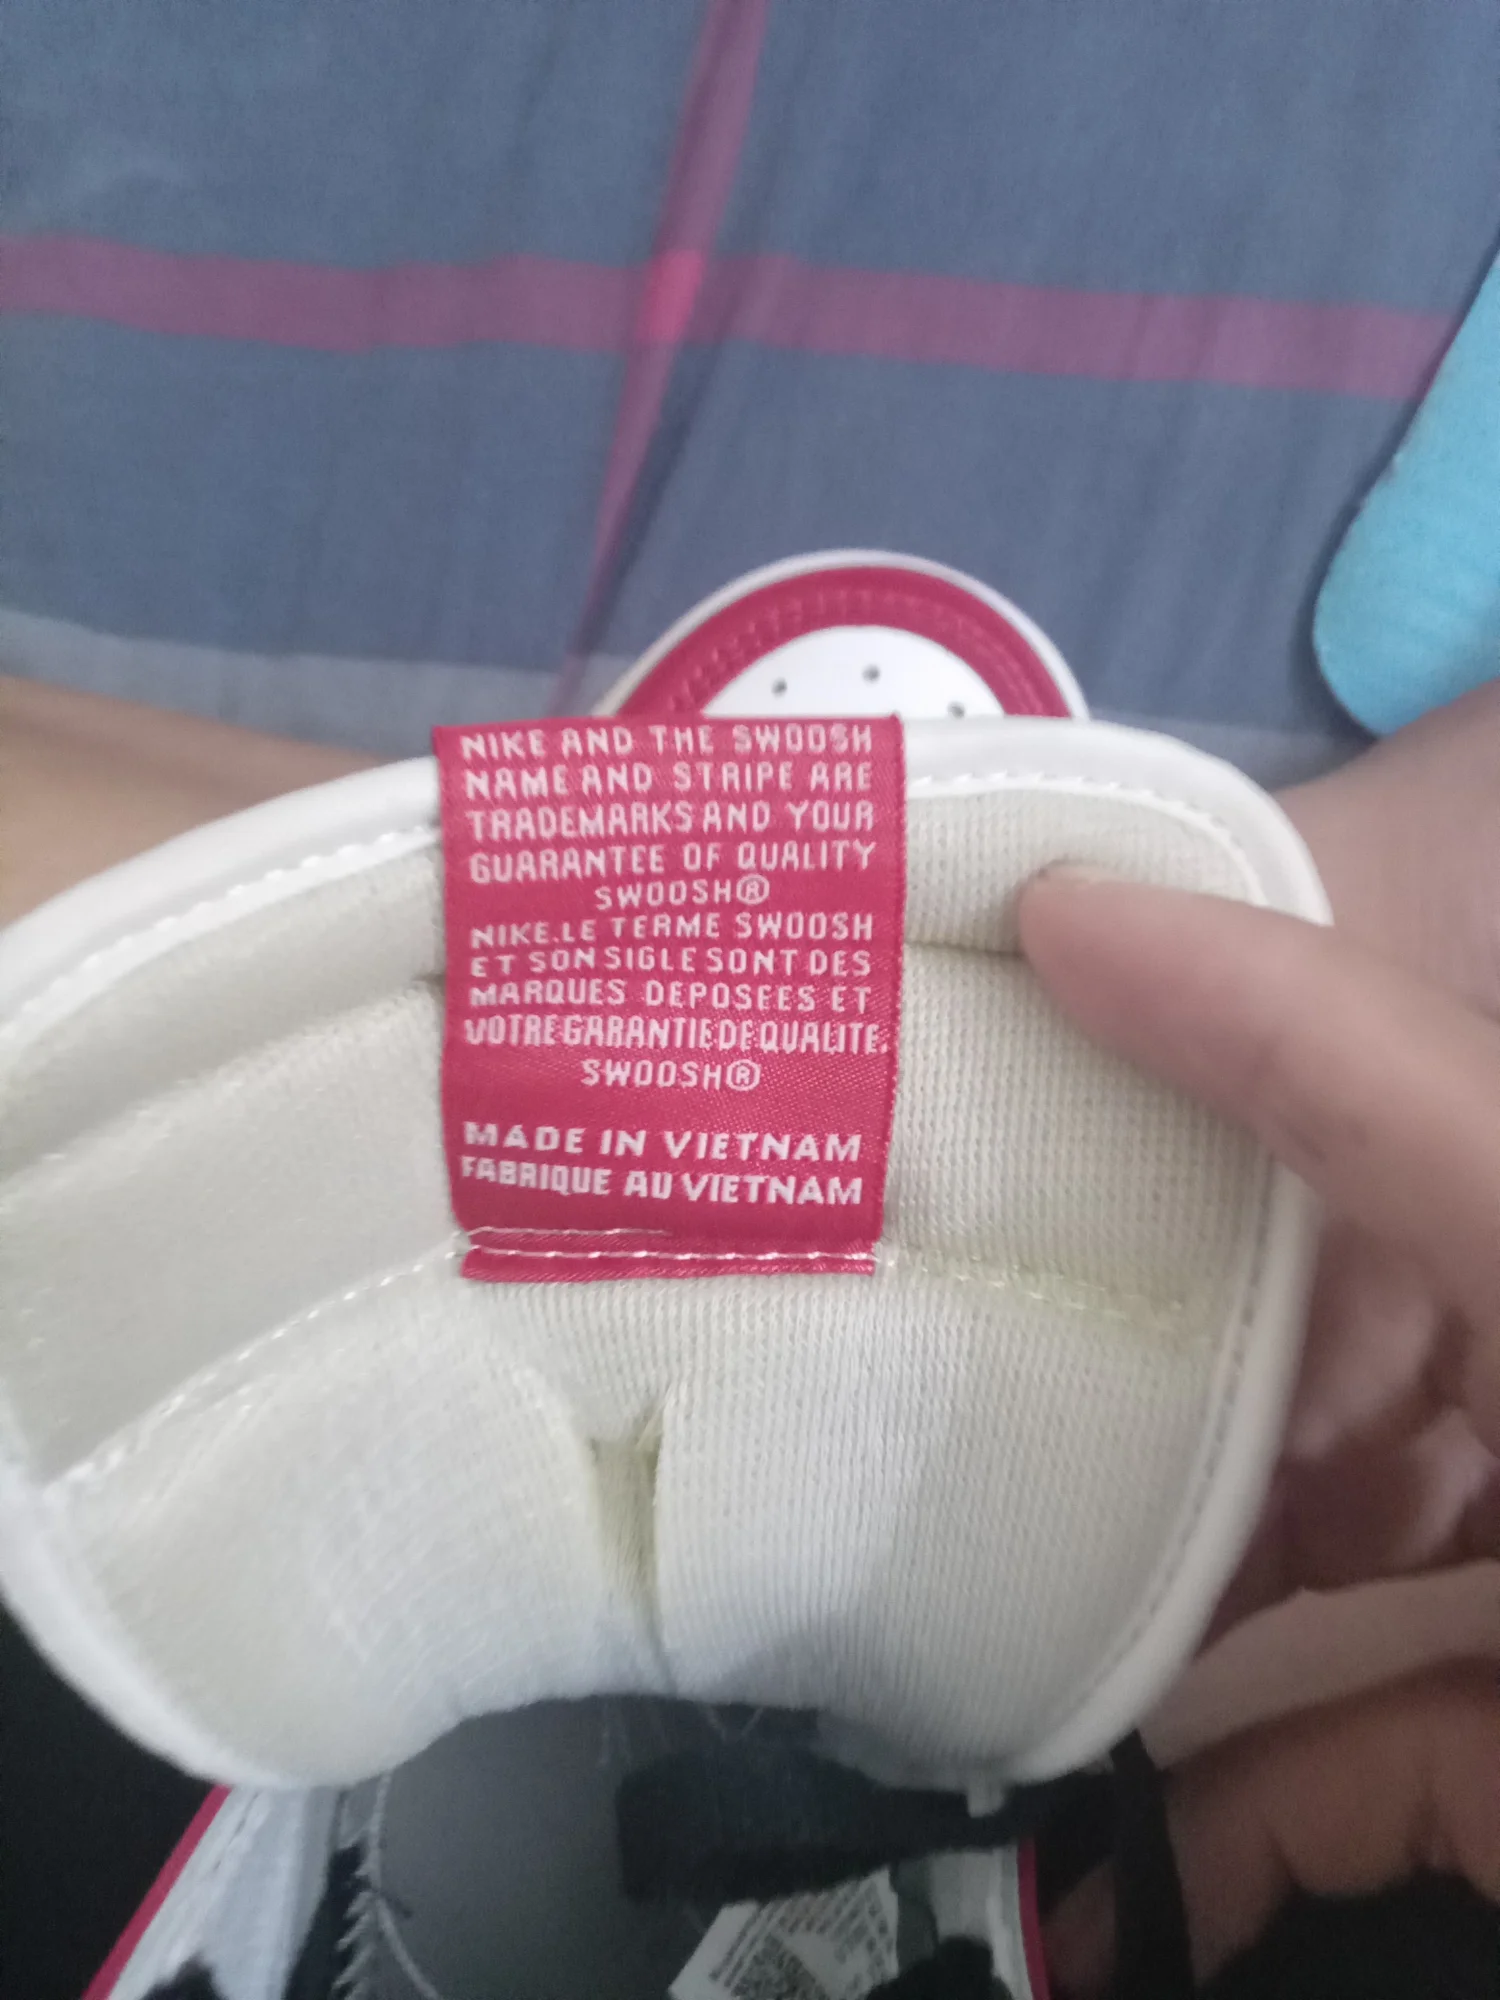 NIKE AND THE SWOOSH
NAME AND STRIPE ARE
TRADEMARKS AND YOUR
GUARANTEE OF QUALITY
SWOOSH®
NIKE.LE TERME SWOOSH
ET SON SIGLE SONT DES
MARQUES DEPOSEES ET
VOTRE GARANTIE DE QUALITE.
SWOOSH®
MADE IN VIETNAM
FABRIQUE AU VIETNAM